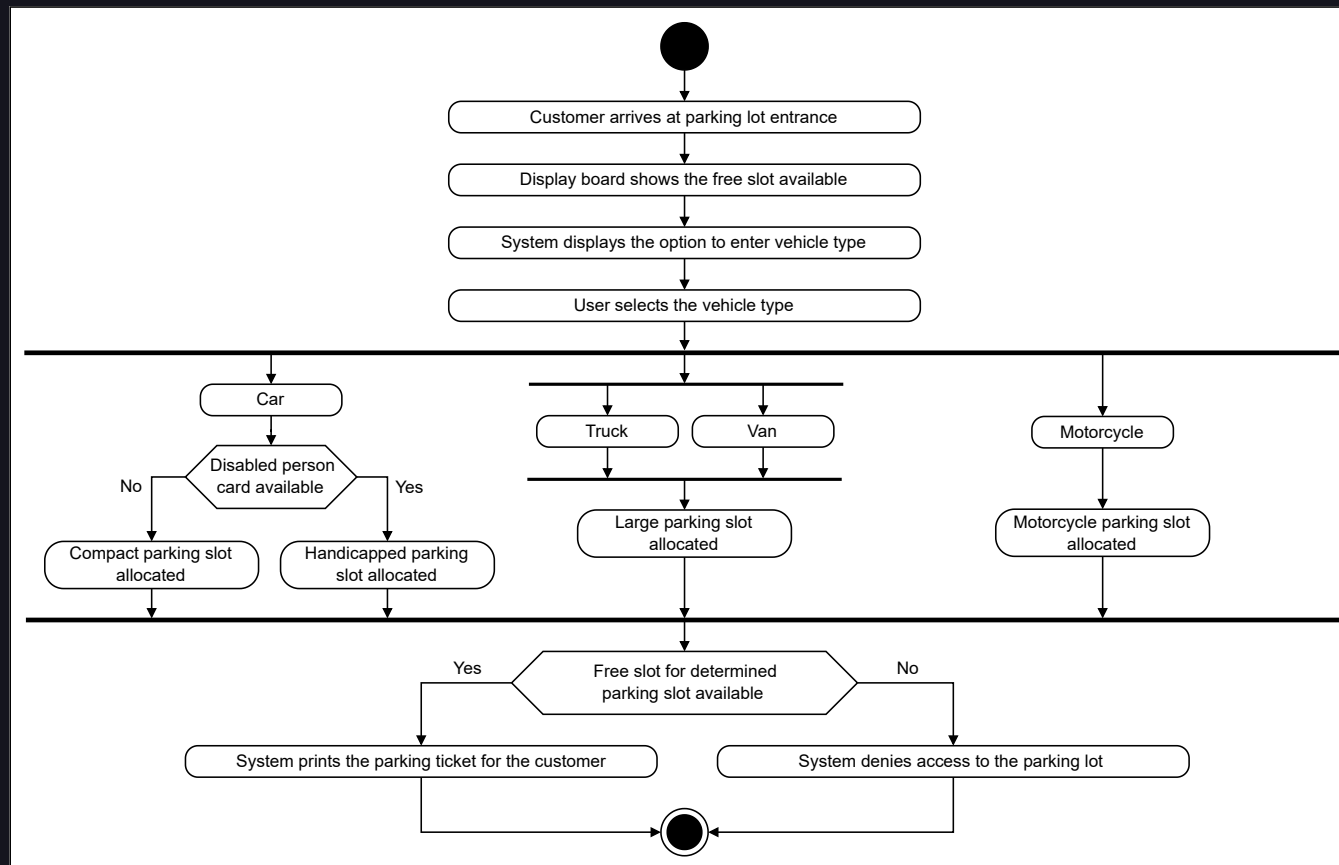 Customer arrives at parking lot entrance
Display board shows the free slot available
System displays the option to enter vehicle type
User selects the vehicle type
Car
Truck
Van
Motorcycle
Disabled person
card available
No
Yes
Compact parking slot
allocated
Handicapped parking
slot allocated
Large parking slot
allocated
Motorcycle parking slot
allocated
Free slot for determined
parking slot available
Yes
No
System prints the parking ticket for the customer
System denies access to the parking lot